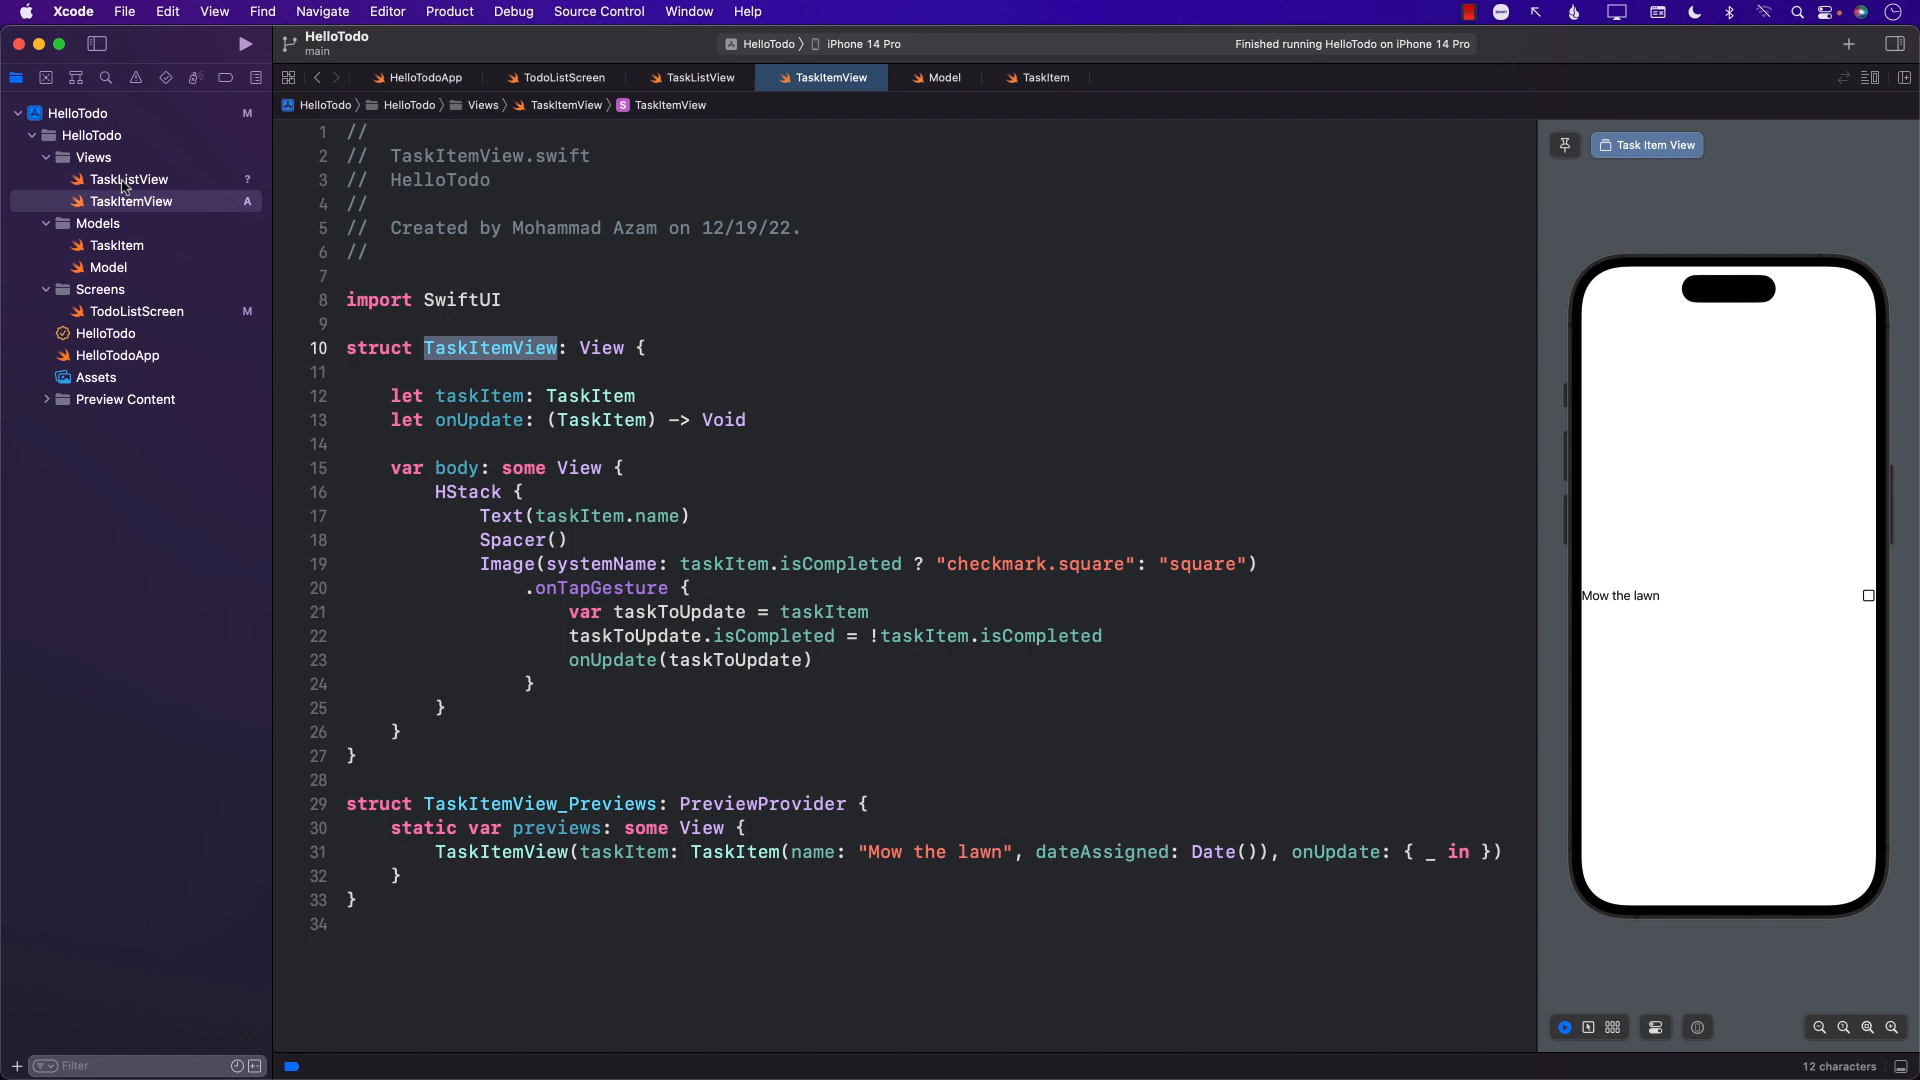 Xcode File Edit View Find Navigate Editor Product Debug Source Control Window Help
HelloTodo
main
HelloTodo iPhone 14 Pro
Finished running HelloTodo on iPhone 14 Pro
HelloTodoApp TodoListScreen TaskListView TaskItemView Model TaskItem
HelloTodo HelloTodo Views TaskItemView S TaskItemView
HelloTodo M
HelloTodo
Views
TaskListView ?
TaskItemView A
Models
TaskItem
Model
Screens
TodoListScreen M
HelloTodo
HelloTodoApp
Assets
Preview Content
Filter
1 //
2 // TaskItemView.swift
3 // HelloTodo
4 //
5 // Created by Mohammad Azam on 12/19/22.
6 //
7
8 import SwiftUI
9
10 struct TaskItemView: View {
11
12 let taskItem: TaskItem
13 let onUpdate: (TaskItem) -> Void
14
15 var body: some View {
16 HStack {
17 Text(taskItem.name)
18 Spacer()
19 Image(systemName: taskItem.isCompleted ? "checkmark.square": "square")
20 .onTapGesture {
21 var taskToUpdate = taskItem
22 taskToUpdate.isCompleted = !taskItem.isCompleted
23 onUpdate(taskToUpdate)
24 }
25 }
26 }
27 }
28
29 struct TaskItemView_Previews: PreviewProvider {
30 static var previews: some View {
31 TaskItemView(taskItem: TaskItem(name: "Mow the lawn", dateAssigned: Date()), onUpdate: { _ in })
32 }
33 }
34
Task Item View
Mow the lawn
12 characters